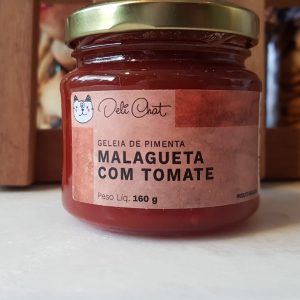 Deli Chat
GELEIA DE PIMENTA
MALAGUETA
COM TOMATE
Peso Líq. 160 g